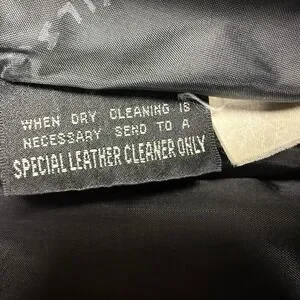 WHEN DRY CLEANING IS
NECESSARY SEND TO A
SPECIAL LEATHER CLEANER ONLY